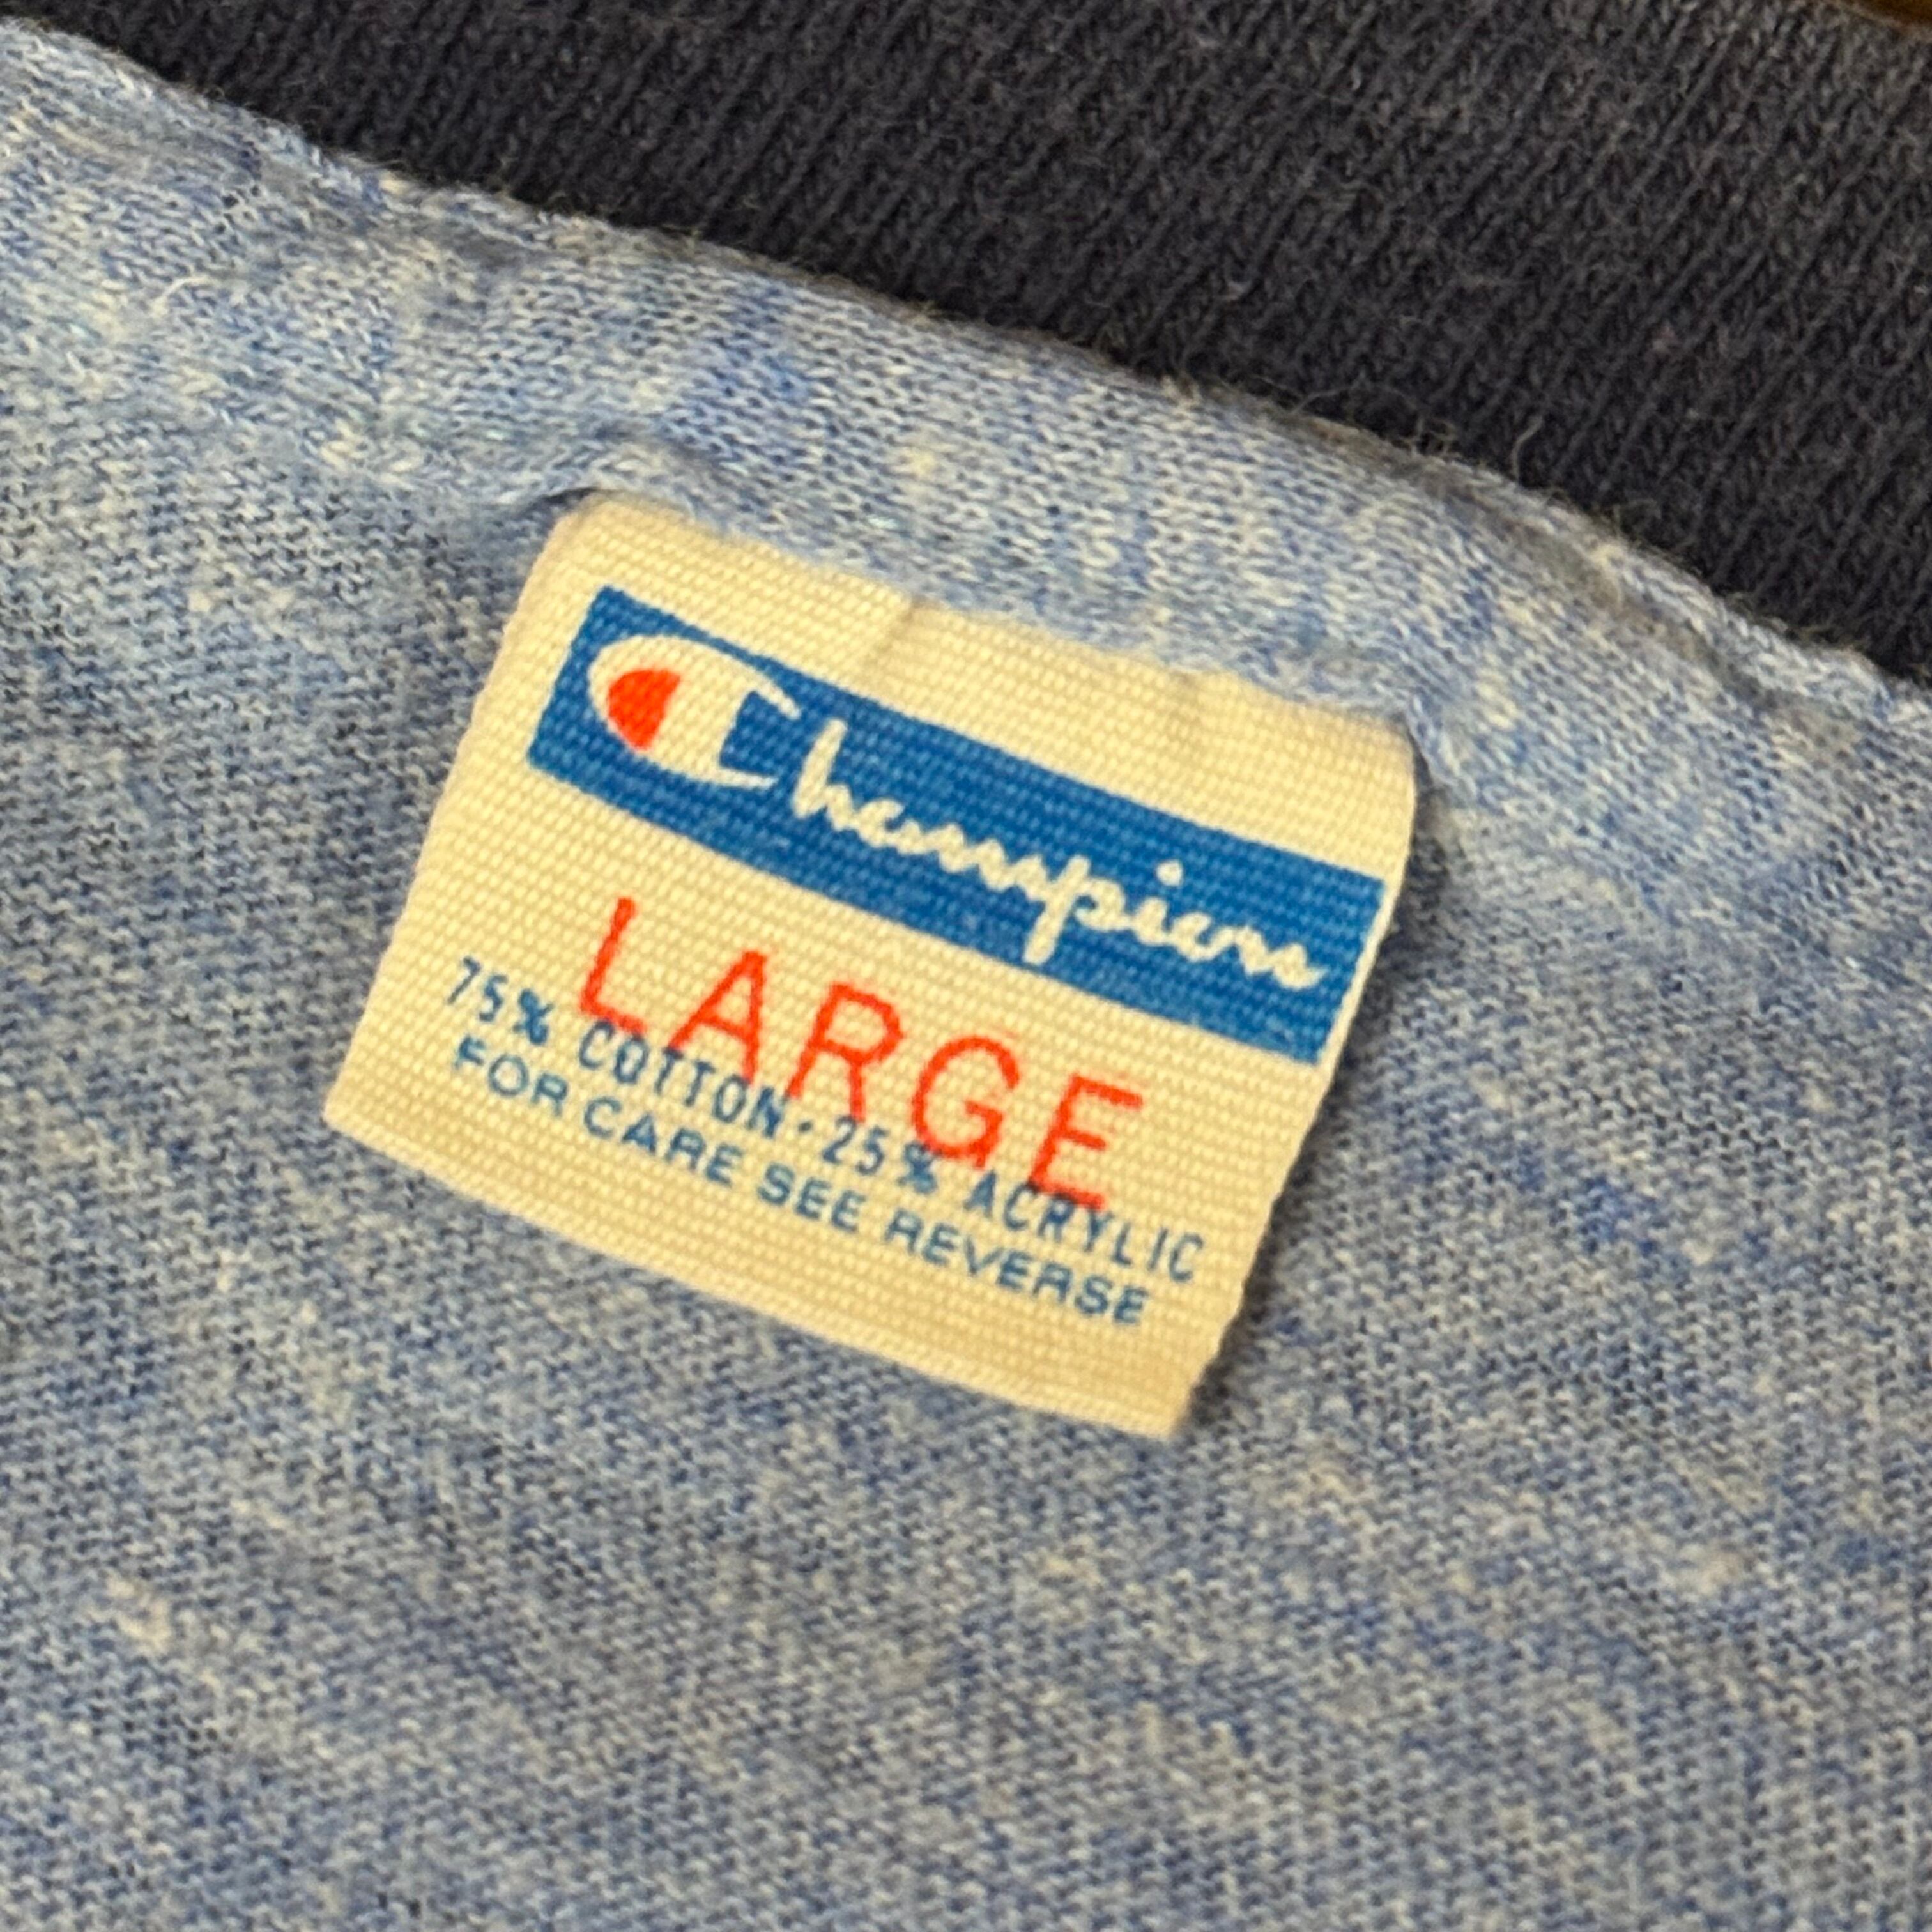 Champion
LARGE
75% COTTON·25% ACRYLIC
FOR CARE SEE REVERSE